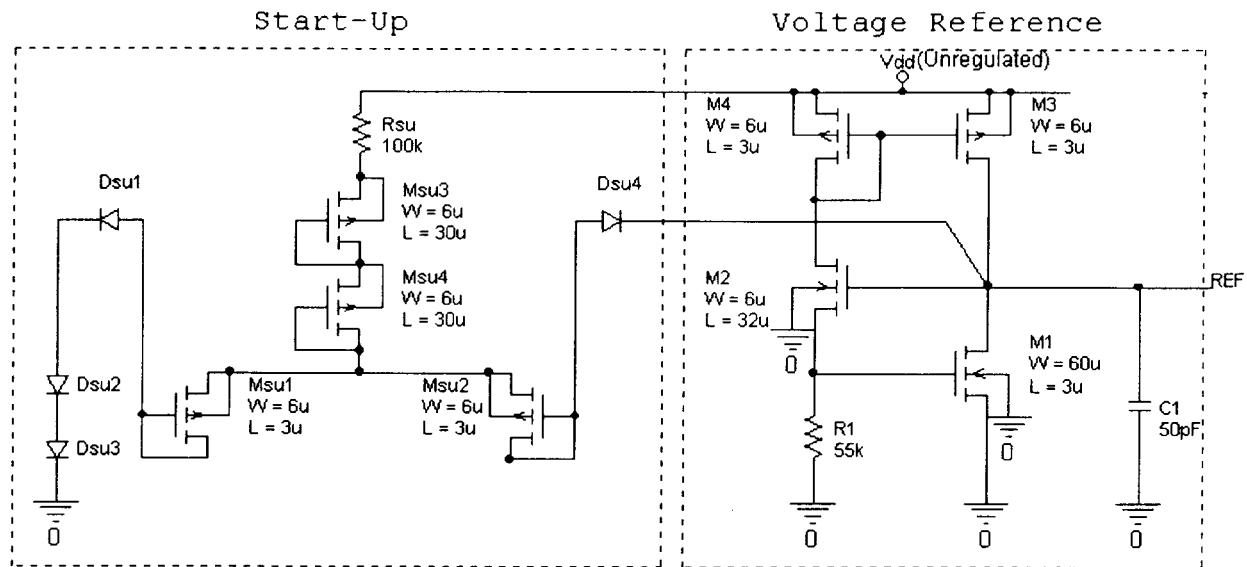 Start-Up
Voltage Reference
Vdd(Unregulated)
Rsu
100k
M4
W = 6u
L = 3u
M3
W = 6u
L = 3u
Dsu1
Msu3
W = 6u
L = 30u
Dsu4
Msu4
W = 6u
L = 30u
M2
W = 6u
L = 32u
REF
0
Dsu2
Msu1
W = 6u
L = 3u
Msu2
W = 6u
L = 3u
M1
W = 60u
L = 3u
Dsu3
R1
55k
C1
50pF
0
0
0
0
0